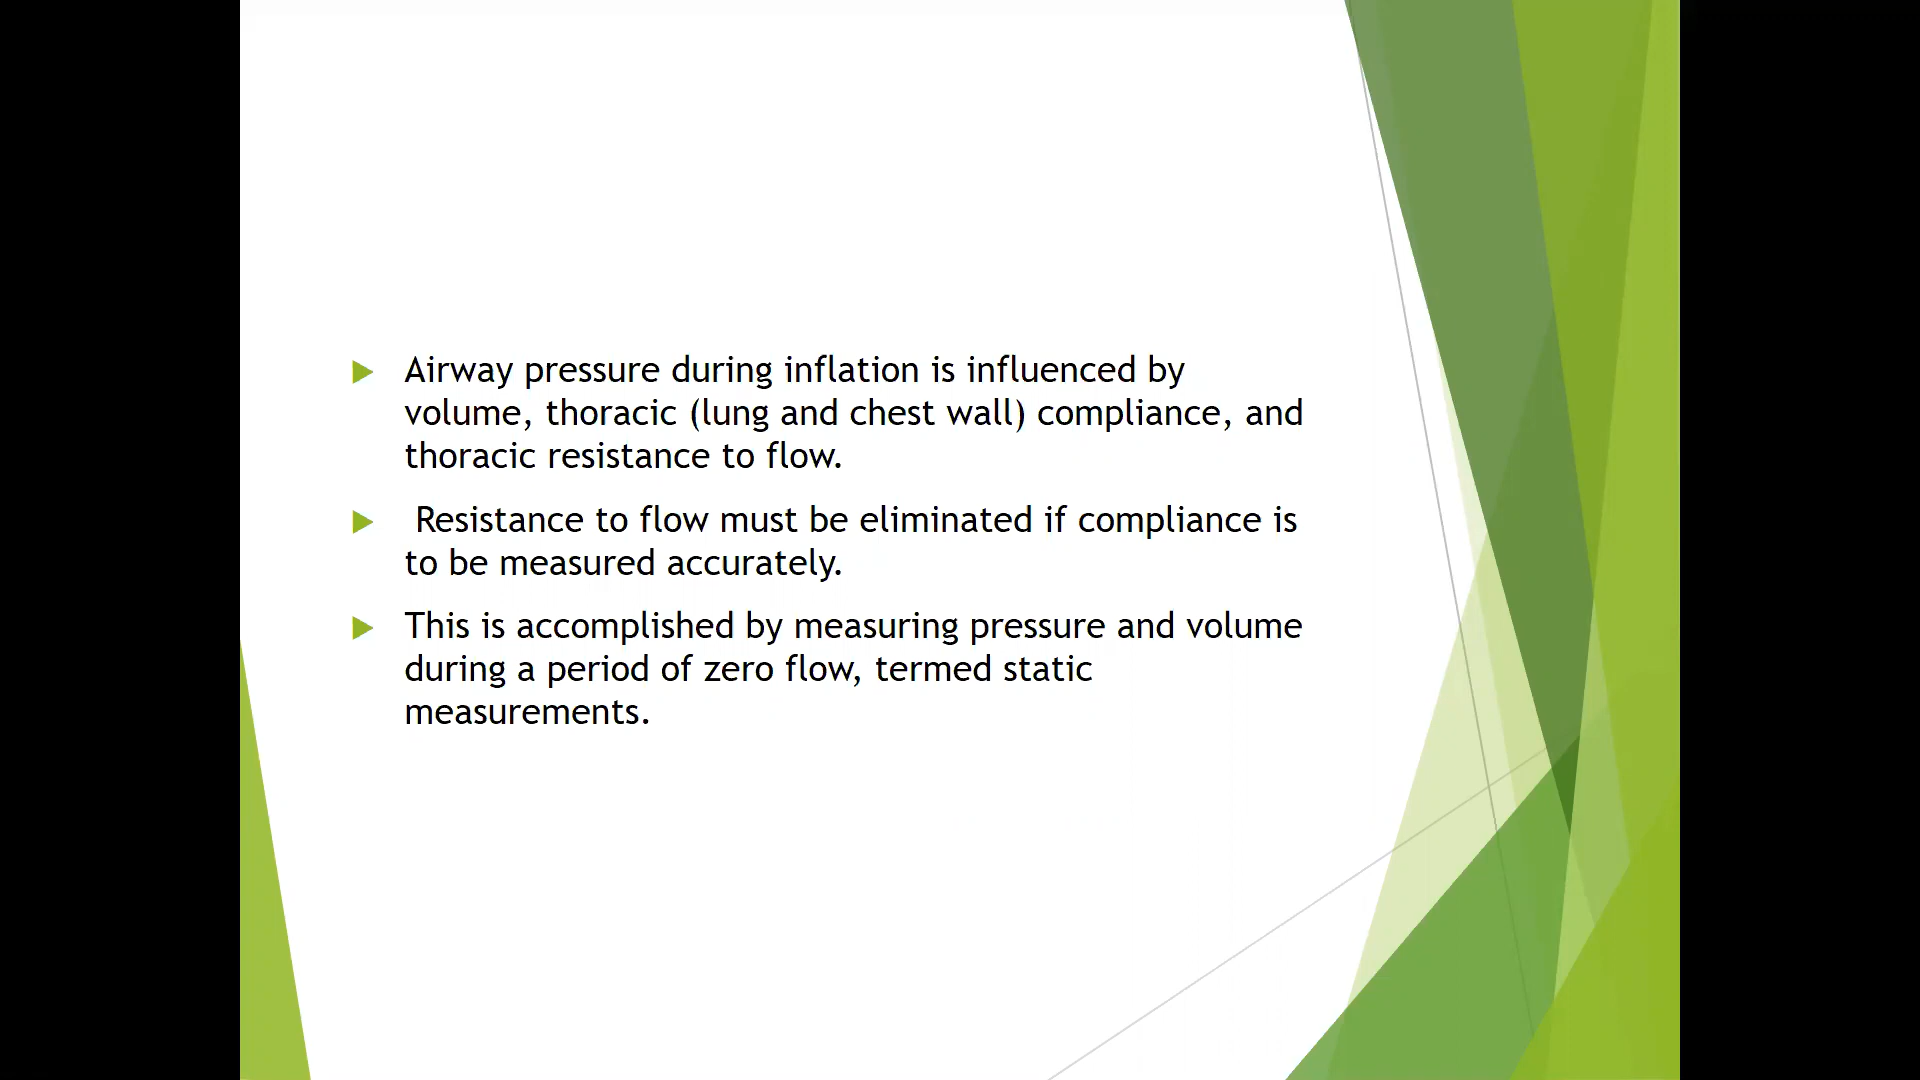 Airway pressure during inflation is influenced by
volume, thoracic (lung and chest wall) compliance, and
thoracic resistance to flow.
Resistance to flow must be eliminated if compliance is
to be measured accurately.
This is accomplished by measuring pressure and volume
during a period of zero flow, termed static
measurements.